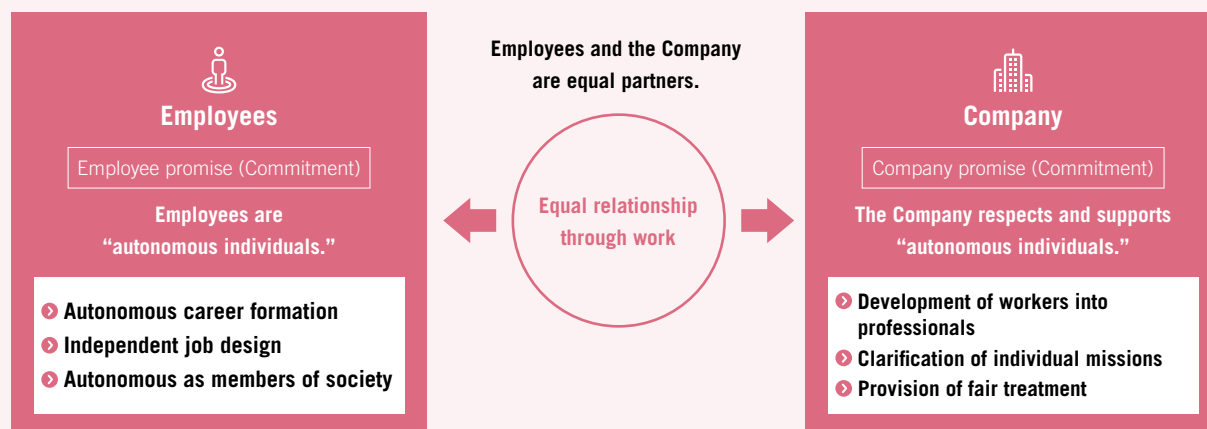 Employees
Employee promise (Commitment)
Employees are
“autonomous individuals.”
Autonomous career formation
Independent job design
Autonomous as members of society
Employees and the Company
are equal partners.
Equal relationship
through work
Company
Company promise (Commitment)
The Company respects and supports
“autonomous individuals.”
Development of workers into
professionals
Clarification of individual missions
Provision of fair treatment